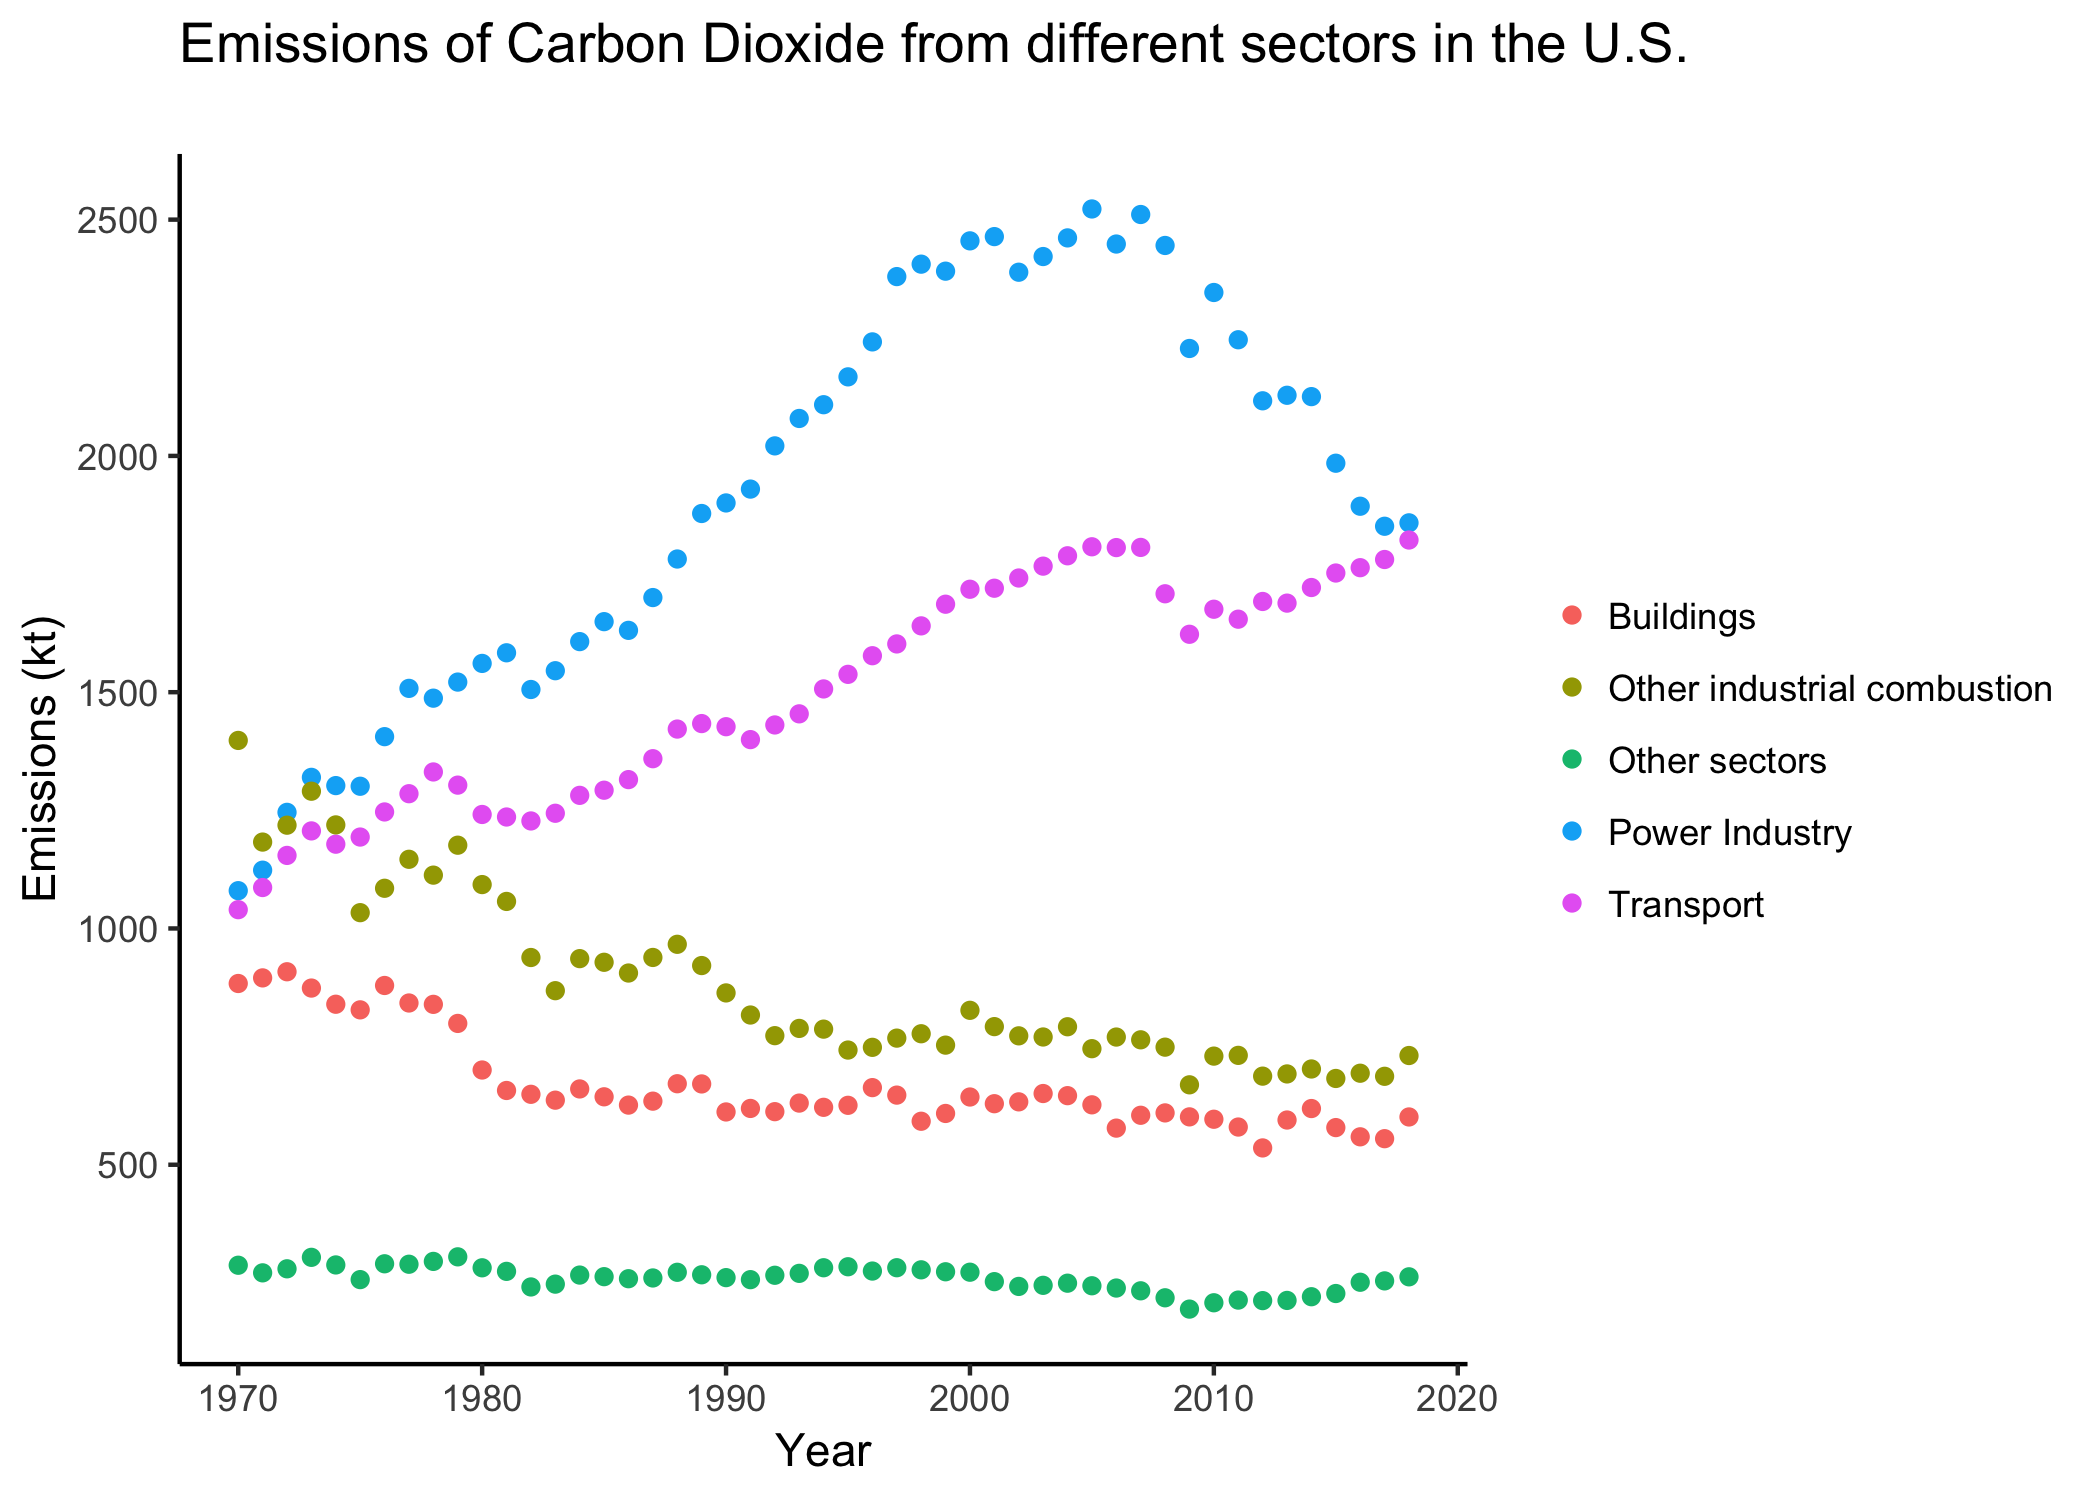 Emissions of Carbon Dioxide from different sectors in the U.S.
2500
2000
1500
1000
500
Emissions (kt)
1970 1980 1990 2000 2010 2020
Year
Buildings
Other industrial combustion
Other sectors
Power Industry
Transport